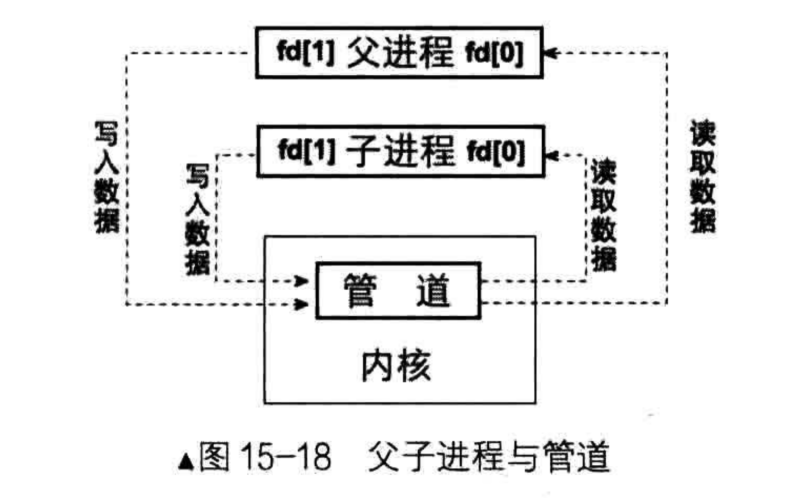 fd[1] 父进程 fd[0]
fd[1] 子进程 fd[0]
写入数据
写入数据
读取数据
读取数据
管 道
内核
▲图 15-18 父子进程与管道